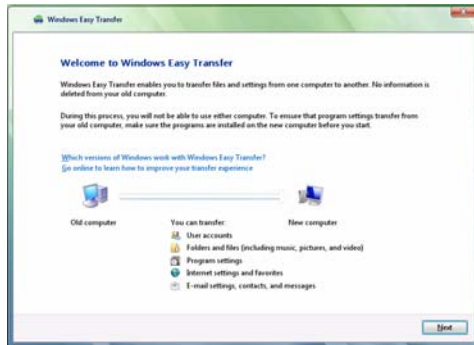 Windows Easy Transfer
Welcome to Windows Easy Transfer
Windows Easy Transfer enables you to transfer files and settings from one computer to another. No information is
deleted from your old computer.
During this process, you will not be able to use either computer. To ensure that program settings transfer from
your old computer, make sure the programs are installed on the new computer before you start.
Which versions of Windows work with Windows Easy Transfer?
Go online to learn how to improve your transfer experience
Old computer
You can transfer:
New computer
User accounts
Folders and files (including music, pictures, and video)
Program settings
Internet settings and favorites
E-mail settings, contacts, and messages
Next